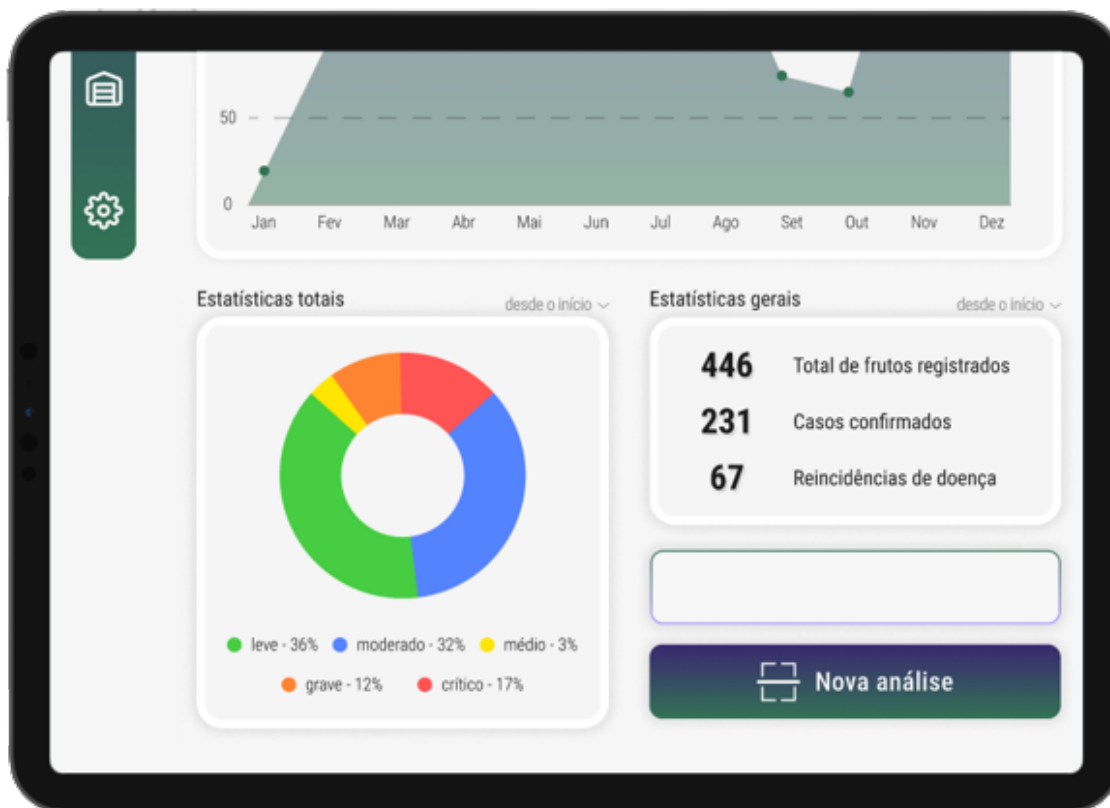 50
0
Jan Fev Mar Abr Mai Jun Jul Ago Set Out Nov Dez
Estatísticas totais
desde o início
leve - 36% moderado - 32% médio - 3%
grave - 12% crítico - 17%
Estatísticas gerais
desde o início
446 Total de frutos registrados
231 Casos confirmados
67 Reincidências de doença
Nova análise